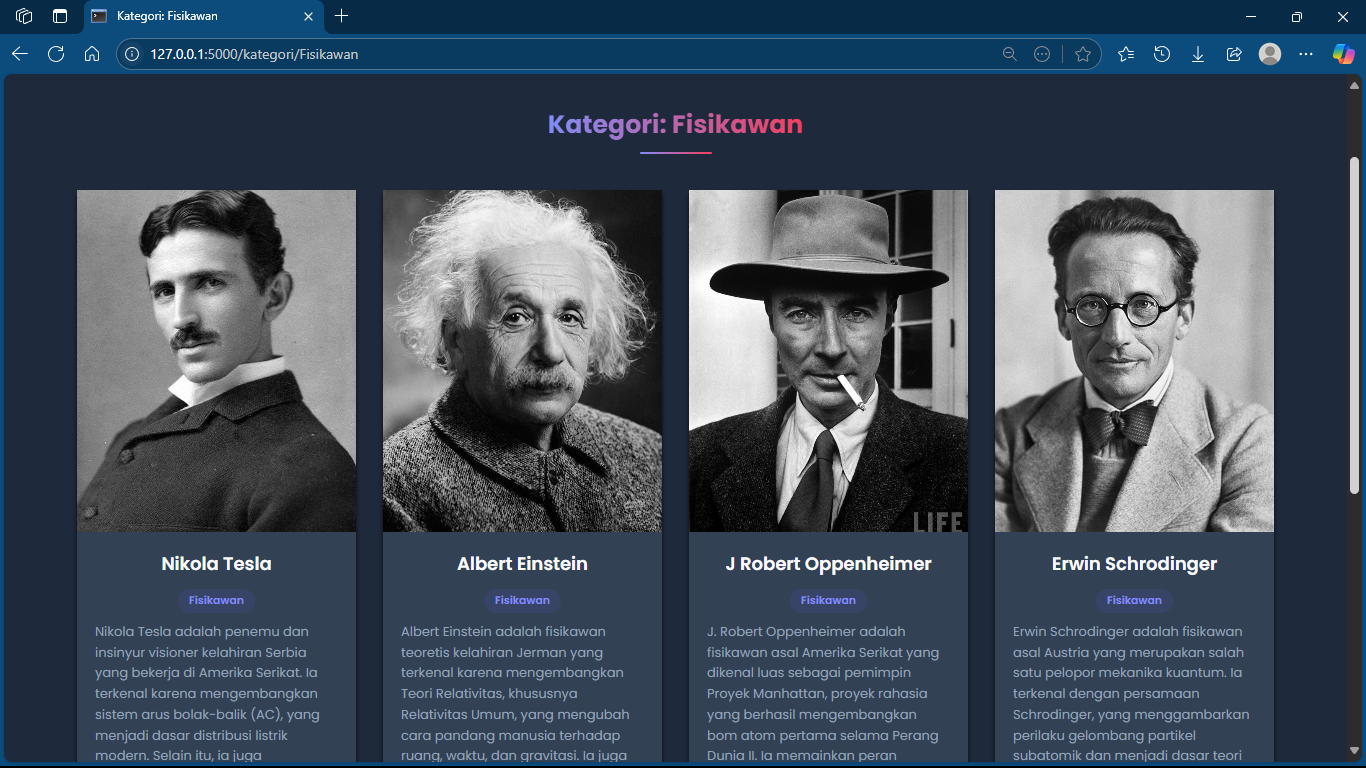 Kategori: Fisikawan
127.0.0.1:5000/kategori/Fisikawan
Kategori: Fisikawan
LIFE
Nikola Tesla
Fisikawan
Nikola Tesla adalah penemu dan
insinyur visioner kelahiran Serbia
yang bekerja di Amerika Serikat. Ia
terkenal karena mengembangkan
sistem arus bolak-balik (AC), yang
menjadi dasar distribusi listrik
modern. Selain itu, ia juga
Albert Einstein
Fisikawan
Albert Einstein adalah fisikawan
teoretis kelahiran Jerman yang
terkenal karena mengembangkan
Teori Relativitas, khususnya
Relativitas Umum, yang mengubah
cara pandang manusia terhadap
ruang, waktu, dan gravitasi. Ia juga
J Robert Oppenheimer
Fisikawan
J. Robert Oppenheimer adalah
fisikawan asal Amerika Serikat yang
dikenal luas sebagai pemimpin
Proyek Manhattan, proyek rahasia
yang berhasil mengembangkan
bom atom pertama selama Perang
Dunia II. Ia memainkan peran
Erwin Schrodinger
Fisikawan
Erwin Schrodinger adalah fisikawan
asal Austria yang merupakan salah
satu pelopor mekanika kuantum. Ia
terkenal dengan persamaan
Schrodinger, yang menggambarkan
perilaku gelombang partikel
subatomik dan menjadi dasar teori